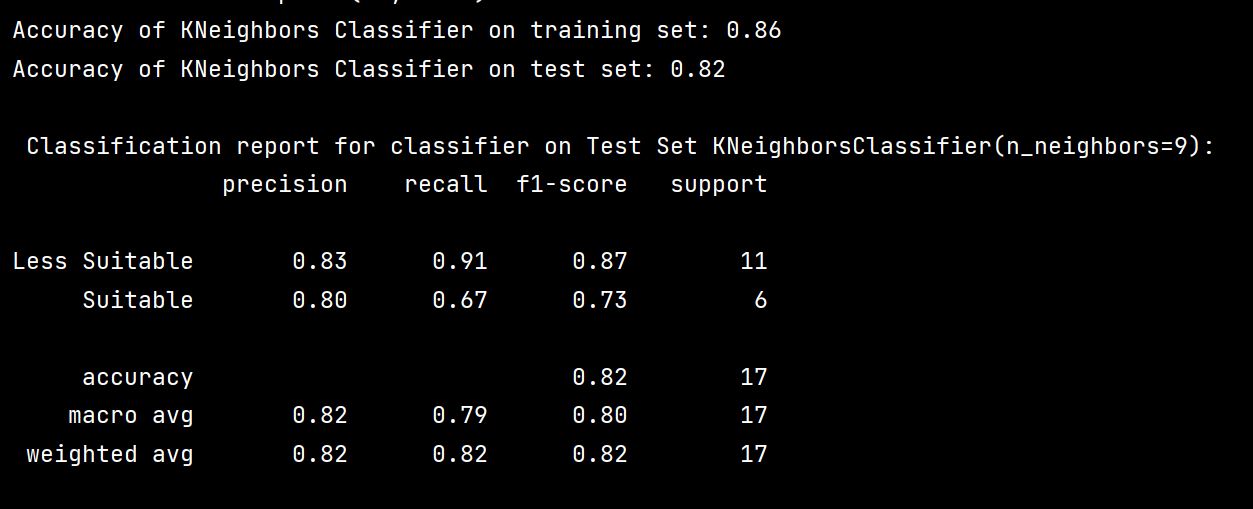 Accuracy of KNeighbors Classifier on training set: 0.86
Accuracy of KNeighbors Classifier on test set: 0.82
Classification report for classifier on Test Set KNeighborsClassifier(n_neighbors=9):
precision recall f1-score support
Less Suitable 0.83 0.91 0.87 11
Suitable 0.80 0.67 0.73 6
accuracy 0.82 17
macro avg 0.82 0.79 0.80 17
weighted avg 0.82 0.82 0.82 17